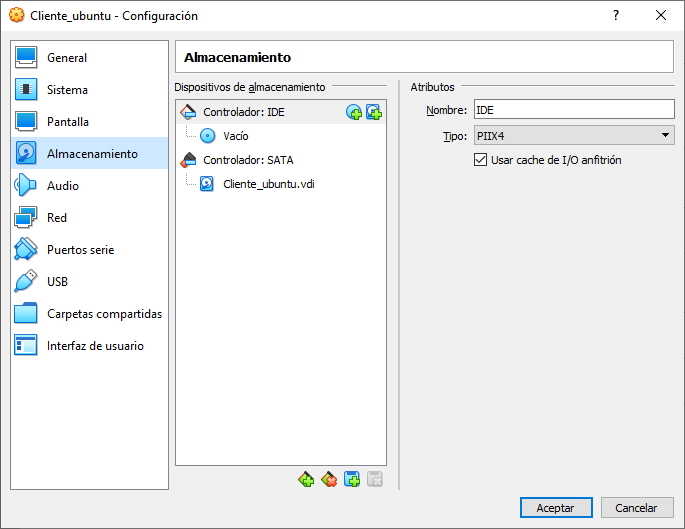 Cliente_ubuntu - Configuración
General
Sistema
Pantalla
Almacenamiento
Audio
Red
Puertos serie
USB
Carpetas compartidas
Interfaz de usuario
Almacenamiento
Dispositivos de almacenamiento
Controlador: IDE
Vacío
Controlador: SATA
Cliente_ubuntu.vdi
Atributos
Nombre: IDE
Tipo: PIIX4
Usar cache de I/O anfitrión
Aceptar Cancelar